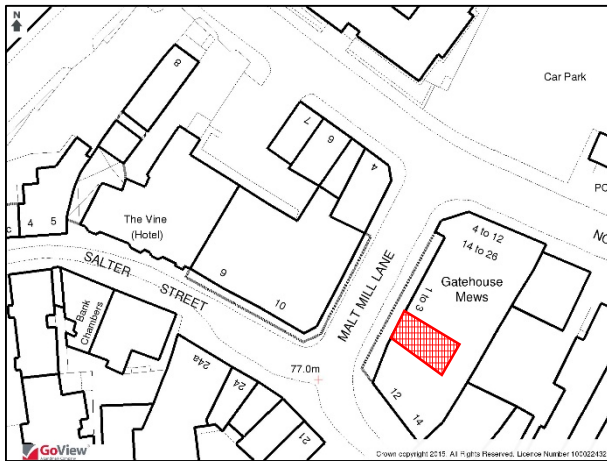 N
8
Car Park
7
6
4
PO
4 to 12
14 to 26
NO
Gatehouse
Mews
1 to 3
The Vine
(Hotel)
c 4 5
9
10
SALTER STREET
MALT MILL LANE
Bank
Chambers
77.0m
24a
24
21
12
14
GoView
Crown copyright 2015. All Rights Reserved. Licence Number 100022432